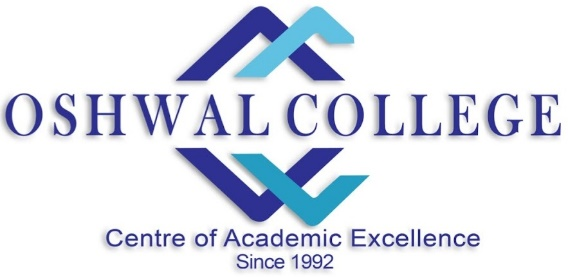 OSHWAL COLLEGE
Centre of Academic Excellence
Since 1992